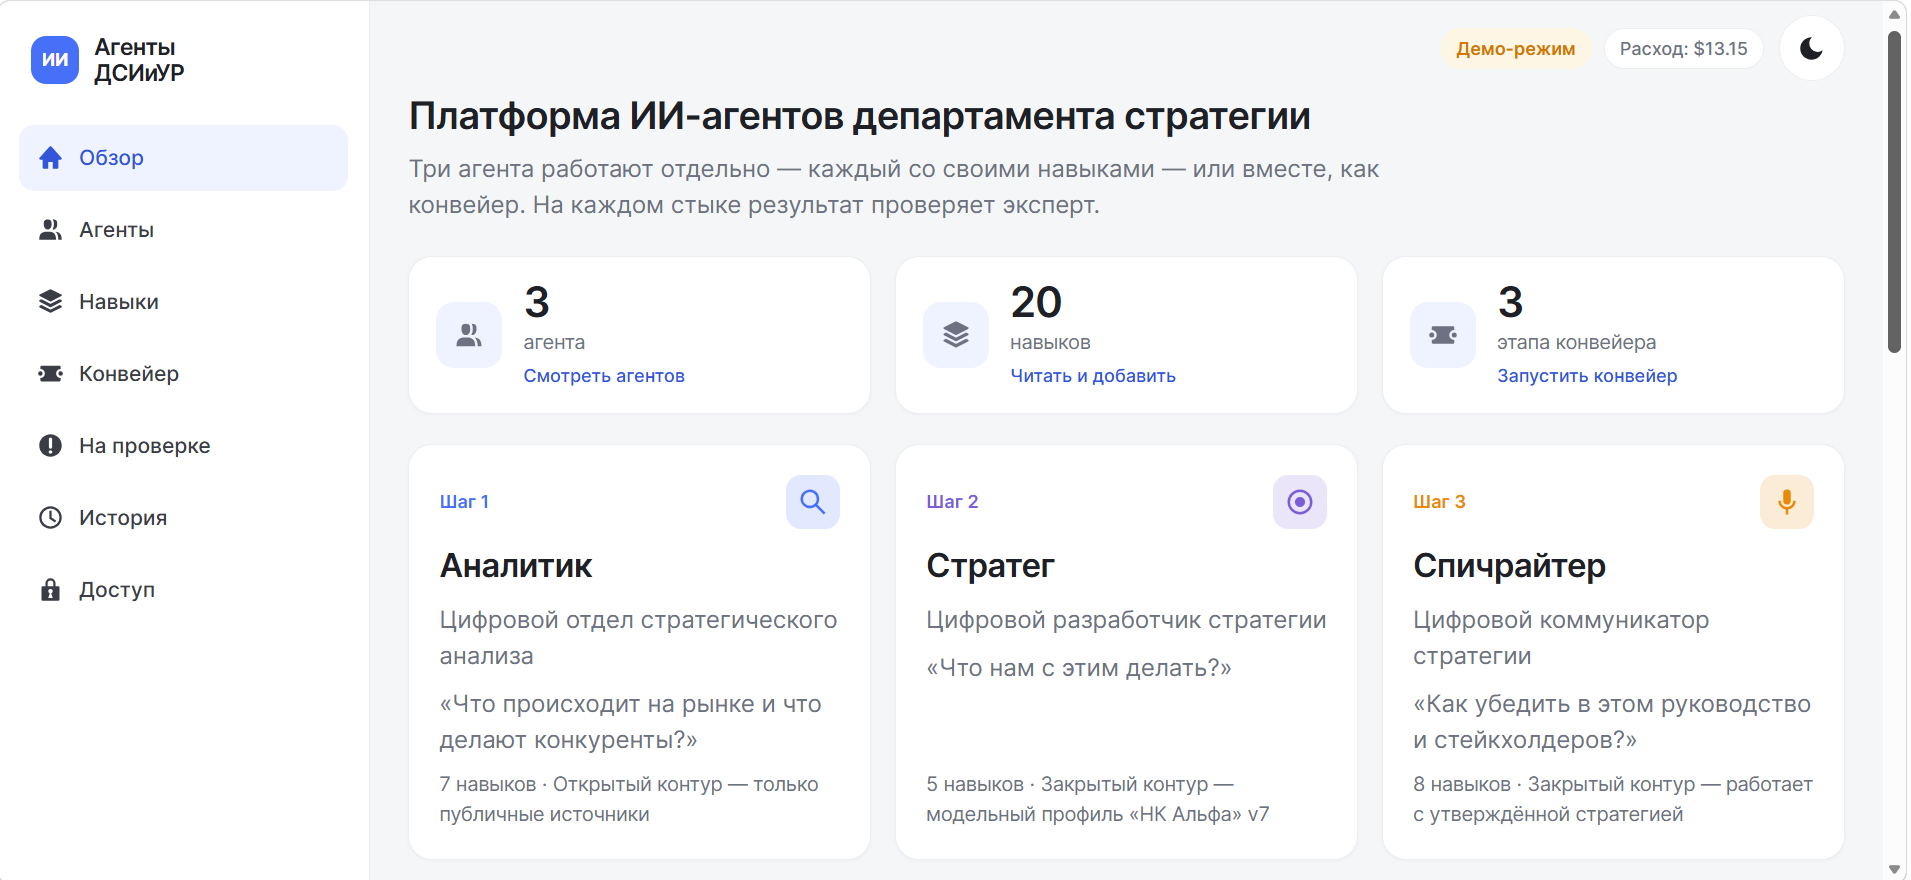 ИИ
Агенты
ДСИиУР
Обзор
Агенты
Навыки
Конвейер
На проверке
История
Доступ
Демо-режим
Расход: $13.15
Платформа ИИ-агентов департамента стратегии
Три агента работают отдельно — каждый со своими навыками — или вместе, как
конвейер. На каждом стыке результат проверяет эксперт.
3
агента
Смотреть агентов
20
навыков
Читать и добавить
3
этапа конвейера
Запустить конвейер
Шаг 1
Аналитик
Цифровой отдел стратегического
анализа
«Что происходит на рынке и что
делают конкуренты?»
7 навыков · Открытый контур — только
публичные источники
Шаг 2
Стратег
Цифровой разработчик стратегии
«Что нам с этим делать?»
5 навыков · Закрытый контур —
модельный профиль «НК Альфа» v7
Шаг 3
Спичрайтер
Цифровой коммуникатор
стратегии
«Как убедить в этом руководство
и стейкхолдеров?»
8 навыков · Закрытый контур — работает
с утверждённой стратегией